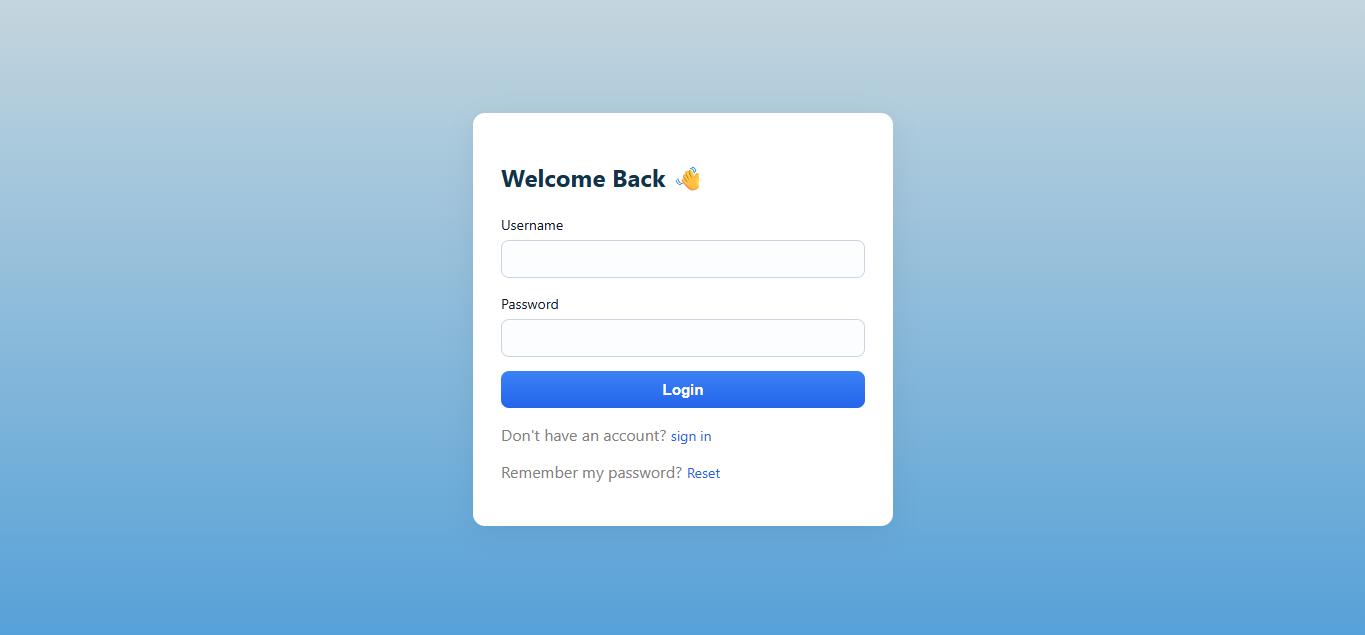 Welcome Back 👋
Username
Password
Login
Don't have an account? sign in
Remember my password? Reset